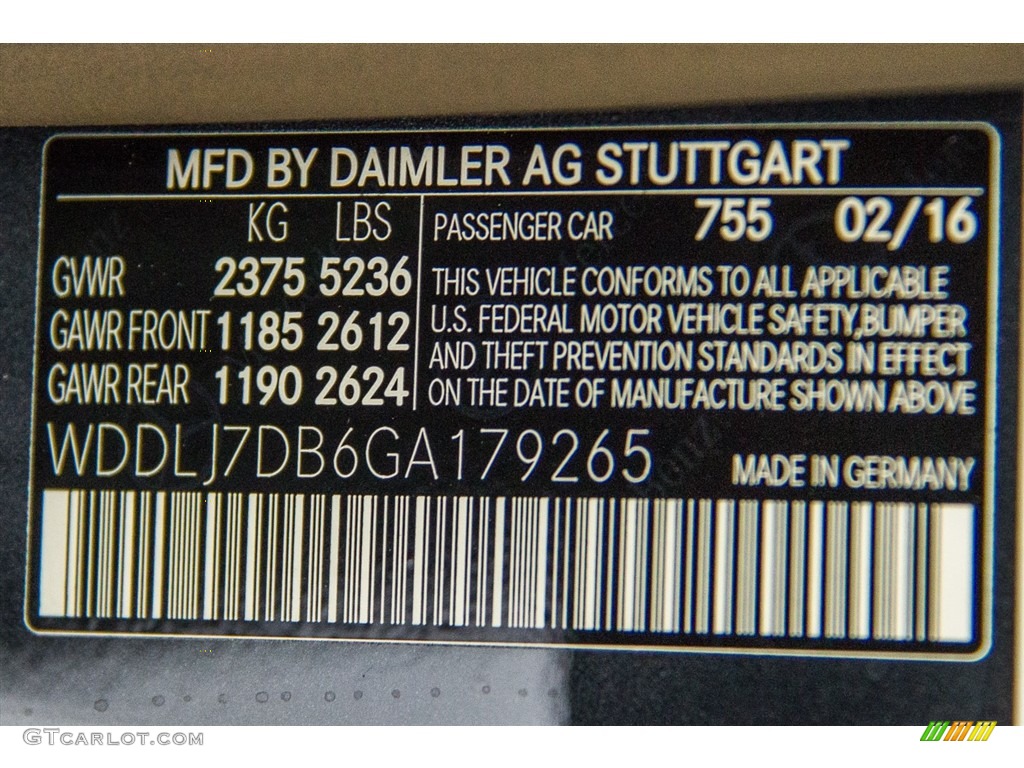 MFD BY DAIMLER AG STUTTGART
KG LBS
GVWR 2375 5236
GAWR FRONT 1185 2612
GAWR REAR 1190 2624
PASSENGER CAR 755 02/16
THIS VEHICLE CONFORMS TO ALL APPLICABLE
U.S. FEDERAL MOTOR VEHICLE SAFETY, BUMPER
AND THEFT PREVENTION STANDARDS IN EFFECT
ON THE DATE OF MANUFACTURE SHOWN ABOVE
WDDLJ7DB6GA179265
MADE IN GERMANY
GTCARLOT.COM